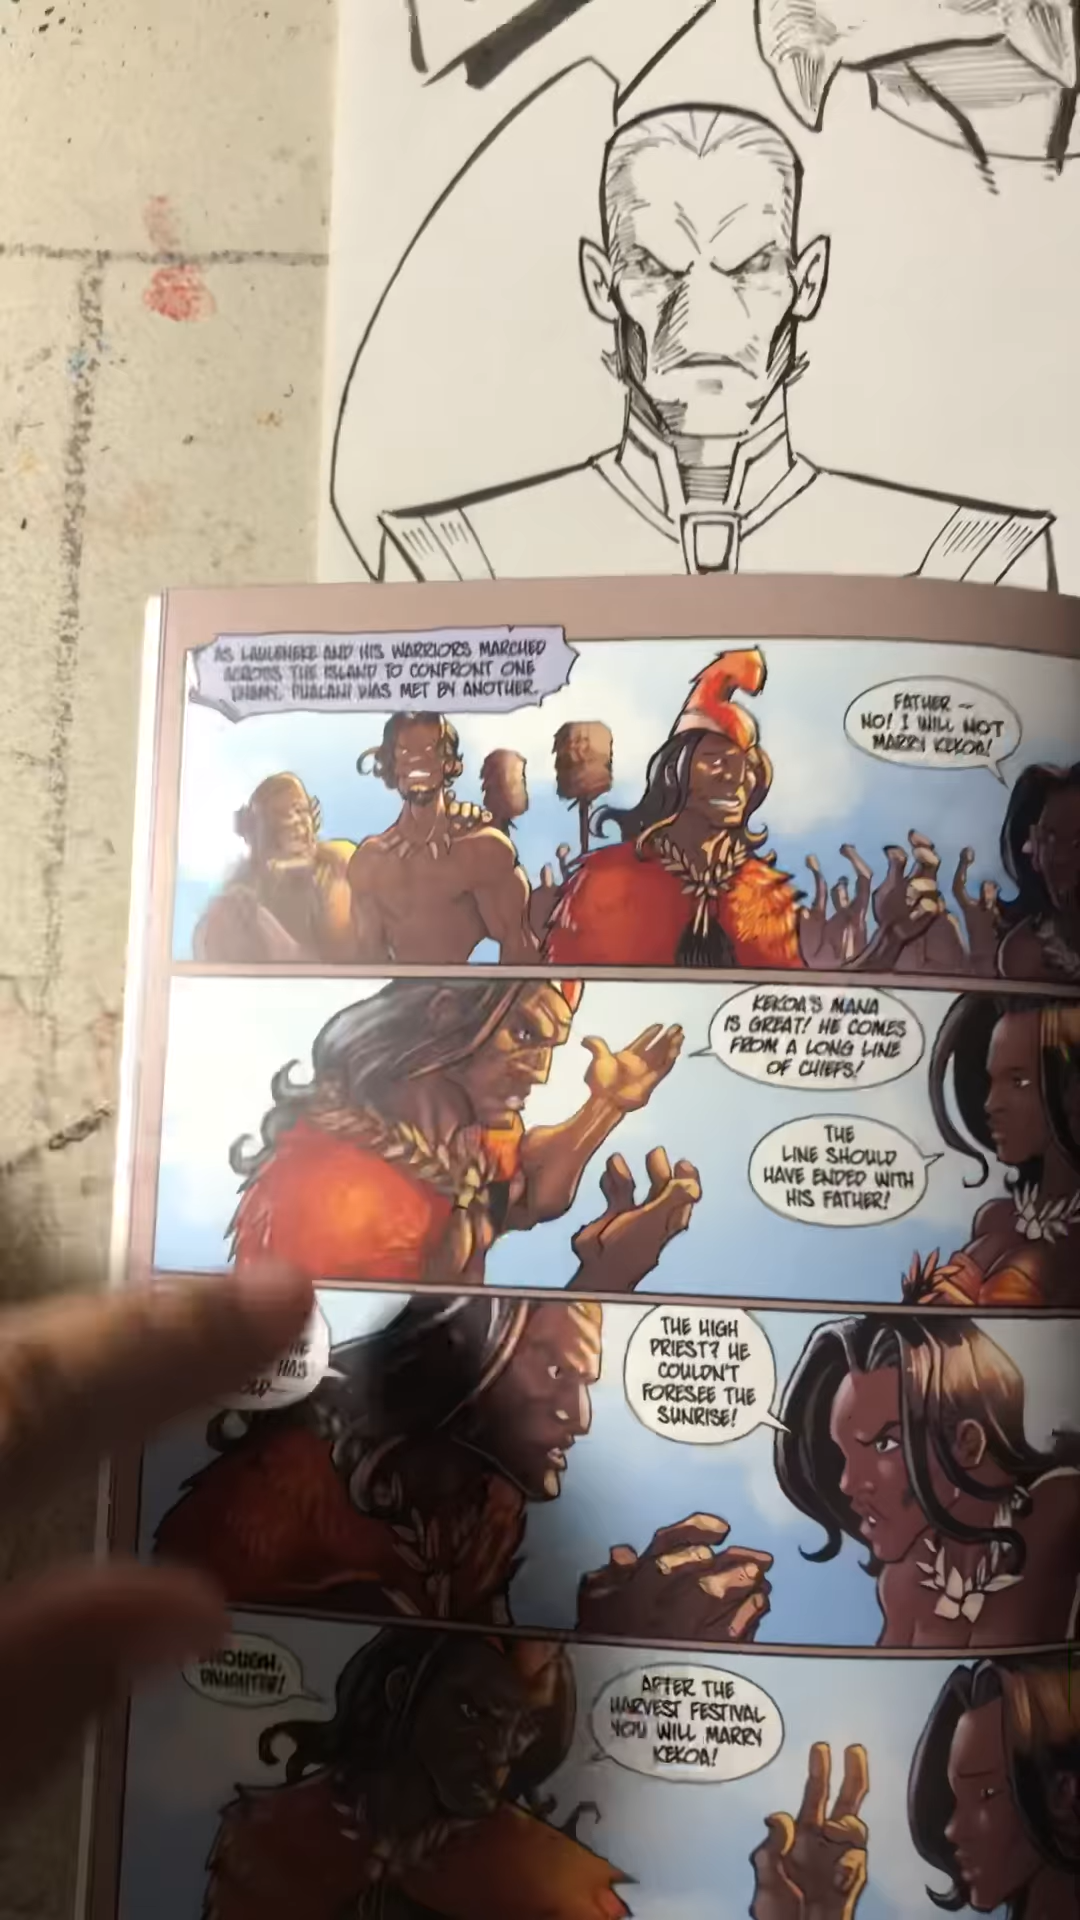 AS LAULENEKE AND HIS WARRIORS MARCHED
ACROSS THE ISLAND TO CONFRONT ONE
ENEMY, PUALANI WAS MET BY ANOTHER.
FATHER --
NO! I WILL NOT
MARRY KEKOA!
KEKOA'S MANA
IS GREAT! HE COMES
FROM A LONG LINE
OF CHIEFS!
THE
LINE SHOULD
HAVE ENDED WITH
HIS FATHER!
HAS
THE HIGH
PRIEST? HE
COULDN'T
FORESEE THE
SUNRISE!
ENOUGH,
DAUGHTER!
AFTER THE
HARVEST FESTIVAL
YOU WILL MARRY
KEKOA!